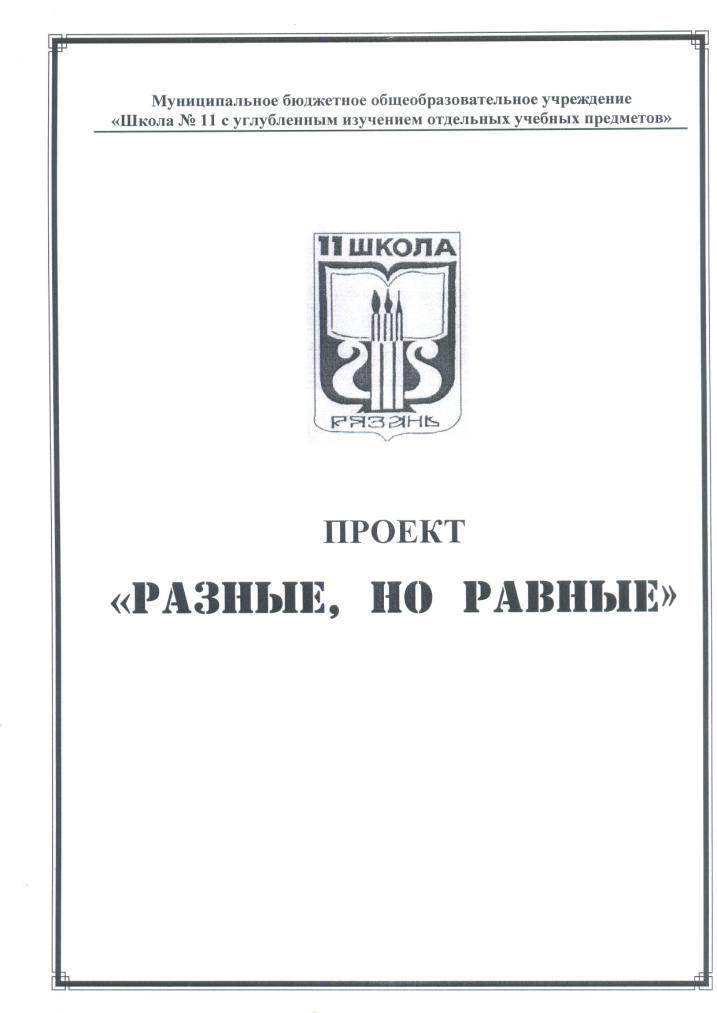 Муниципальное бюджетное общеобразовательное учреждение
«Школа № 11 с углубленным изучением отдельных учебных предметов»
11 ШКОЛА
РЯЗАНЬ
ПРОЕКТ
«РАЗНЫЕ, НО РАВНЫЕ»